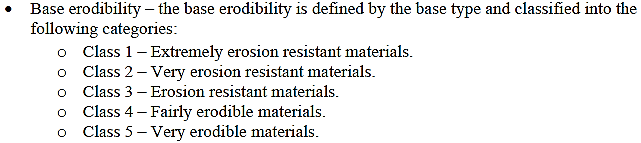 • Base erodibility – the base erodibility is defined by the base type and classified into the
following categories:
o Class 1 – Extremely erosion resistant materials.
o Class 2 – Very erosion resistant materials.
o Class 3 – Erosion resistant materials.
o Class 4 – Fairly erodible materials.
o Class 5 – Very erodible materials.